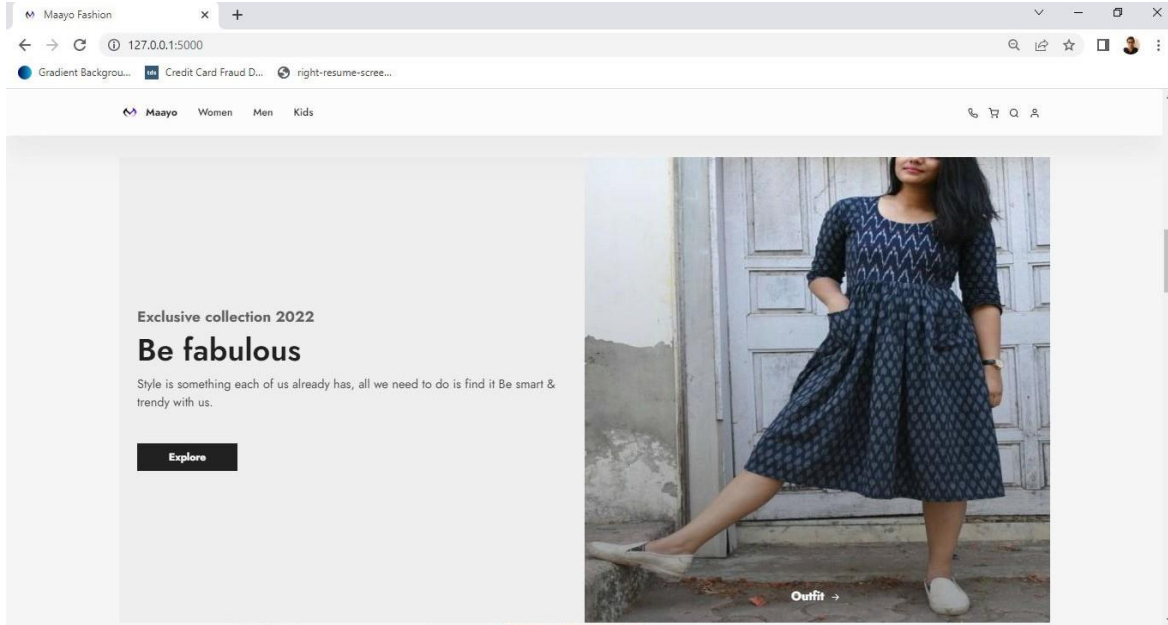 Maayo Fashion
127.0.0.1:5000
Gradient Backgrou...
tds
Credit Card Fraud D...
right-resume-scree...
Maayo
Women
Men
Kids
Exclusive collection 2022
Be fabulous
Style is something each of us already has, all we need to do is find it Be smart &
trendy with us.
Explore
Outfit →